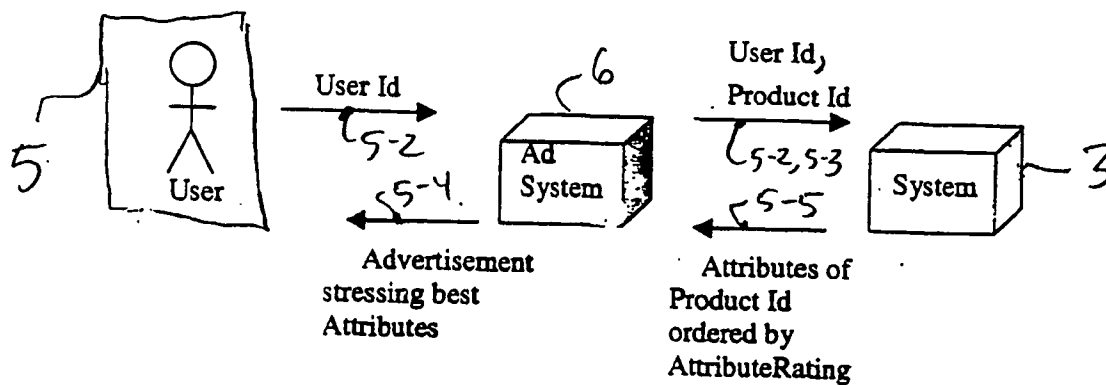 User Id,
6
User Id
Product Id
5-2
5-2, 5-3
5
Ad
System
System
3
User
5-4
5-5
Advertisement
stressing best
Attributes
Attributes of
Product Id
ordered by
AttributeRating